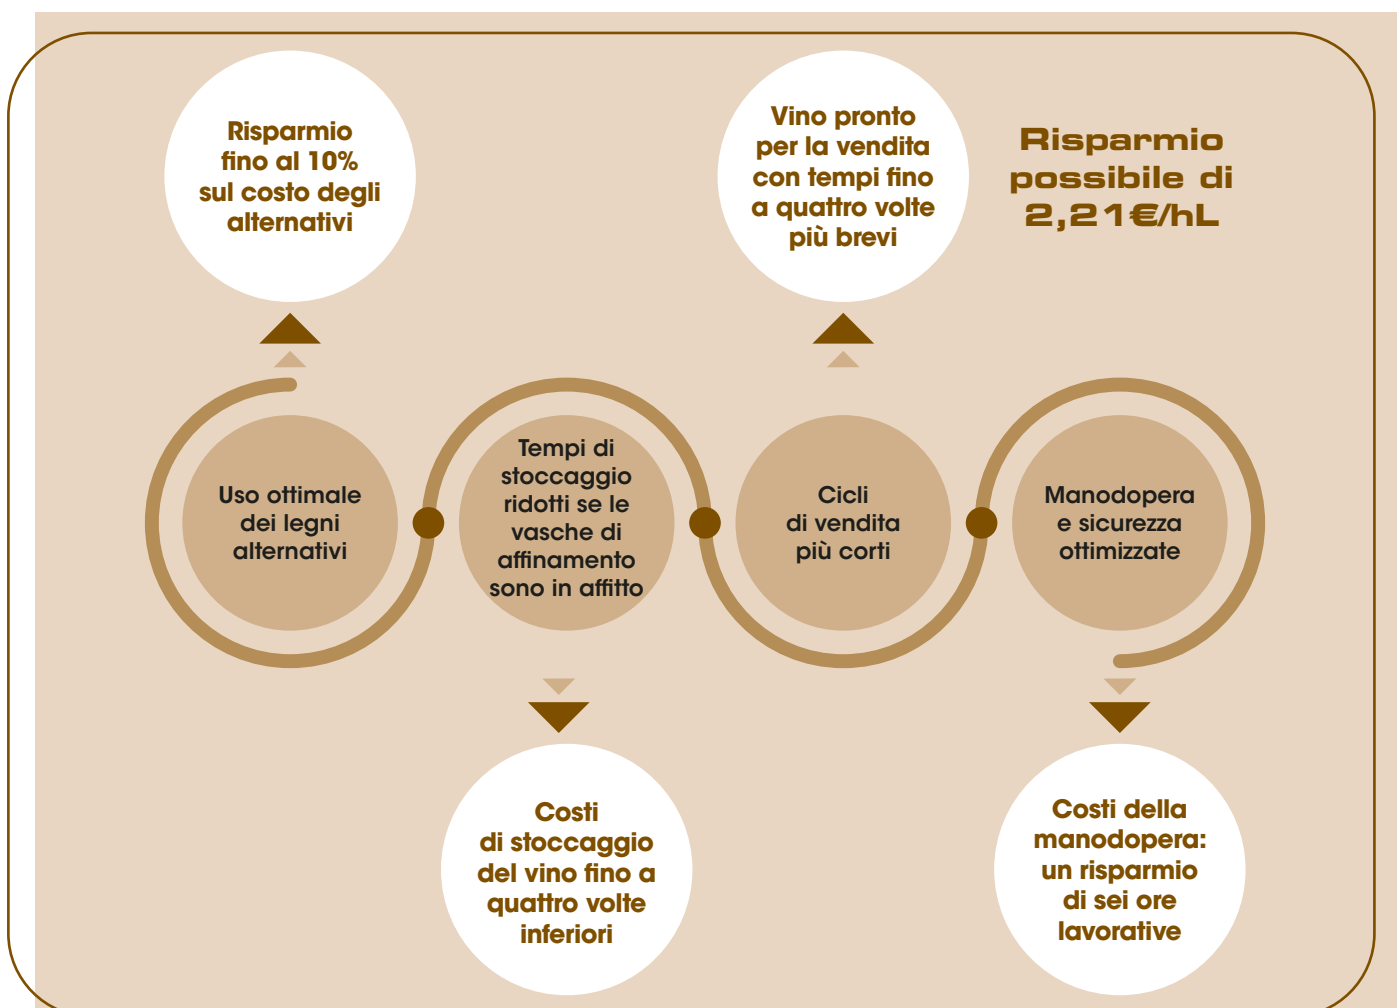 Risparmio
fino al 10%
sul costo degli
alternativi
Vino pronto
per la vendita
con tempi fino
a quattro volte
più brevi
Risparmio
possibile di
2,21€/hL
Uso ottimale
dei legni
alternativi
Tempi di
stoccaggio
ridotti se le
vasche di
affinamento
sono in affitto
Cicli
di vendita
più corti
Manodopera
e sicurezza
ottimizzate
Costi
di stoccaggio
del vino fino a
quattro volte
inferiori
Costi della
manodopera:
un risparmio
di sei ore
lavorative